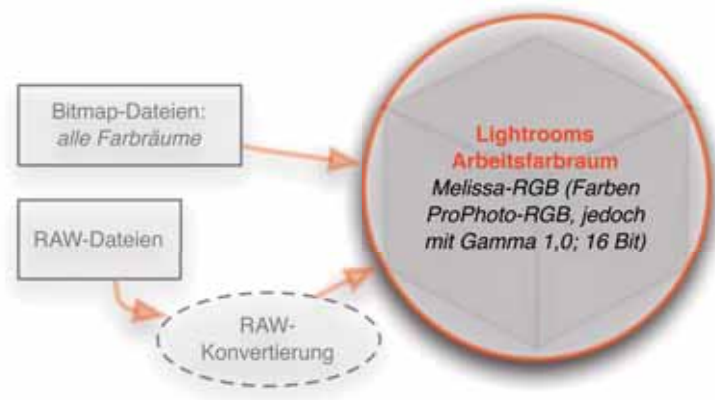 Bitmap-Dateien:
alle Farbräume
RAW-Dateien
RAW-
Konvertierung
Lightrooms
Arbeitsfarbraum
Melissa-RGB (Farben
ProPhoto-RGB, jedoch
mit Gamma 1,0; 16 Bit)